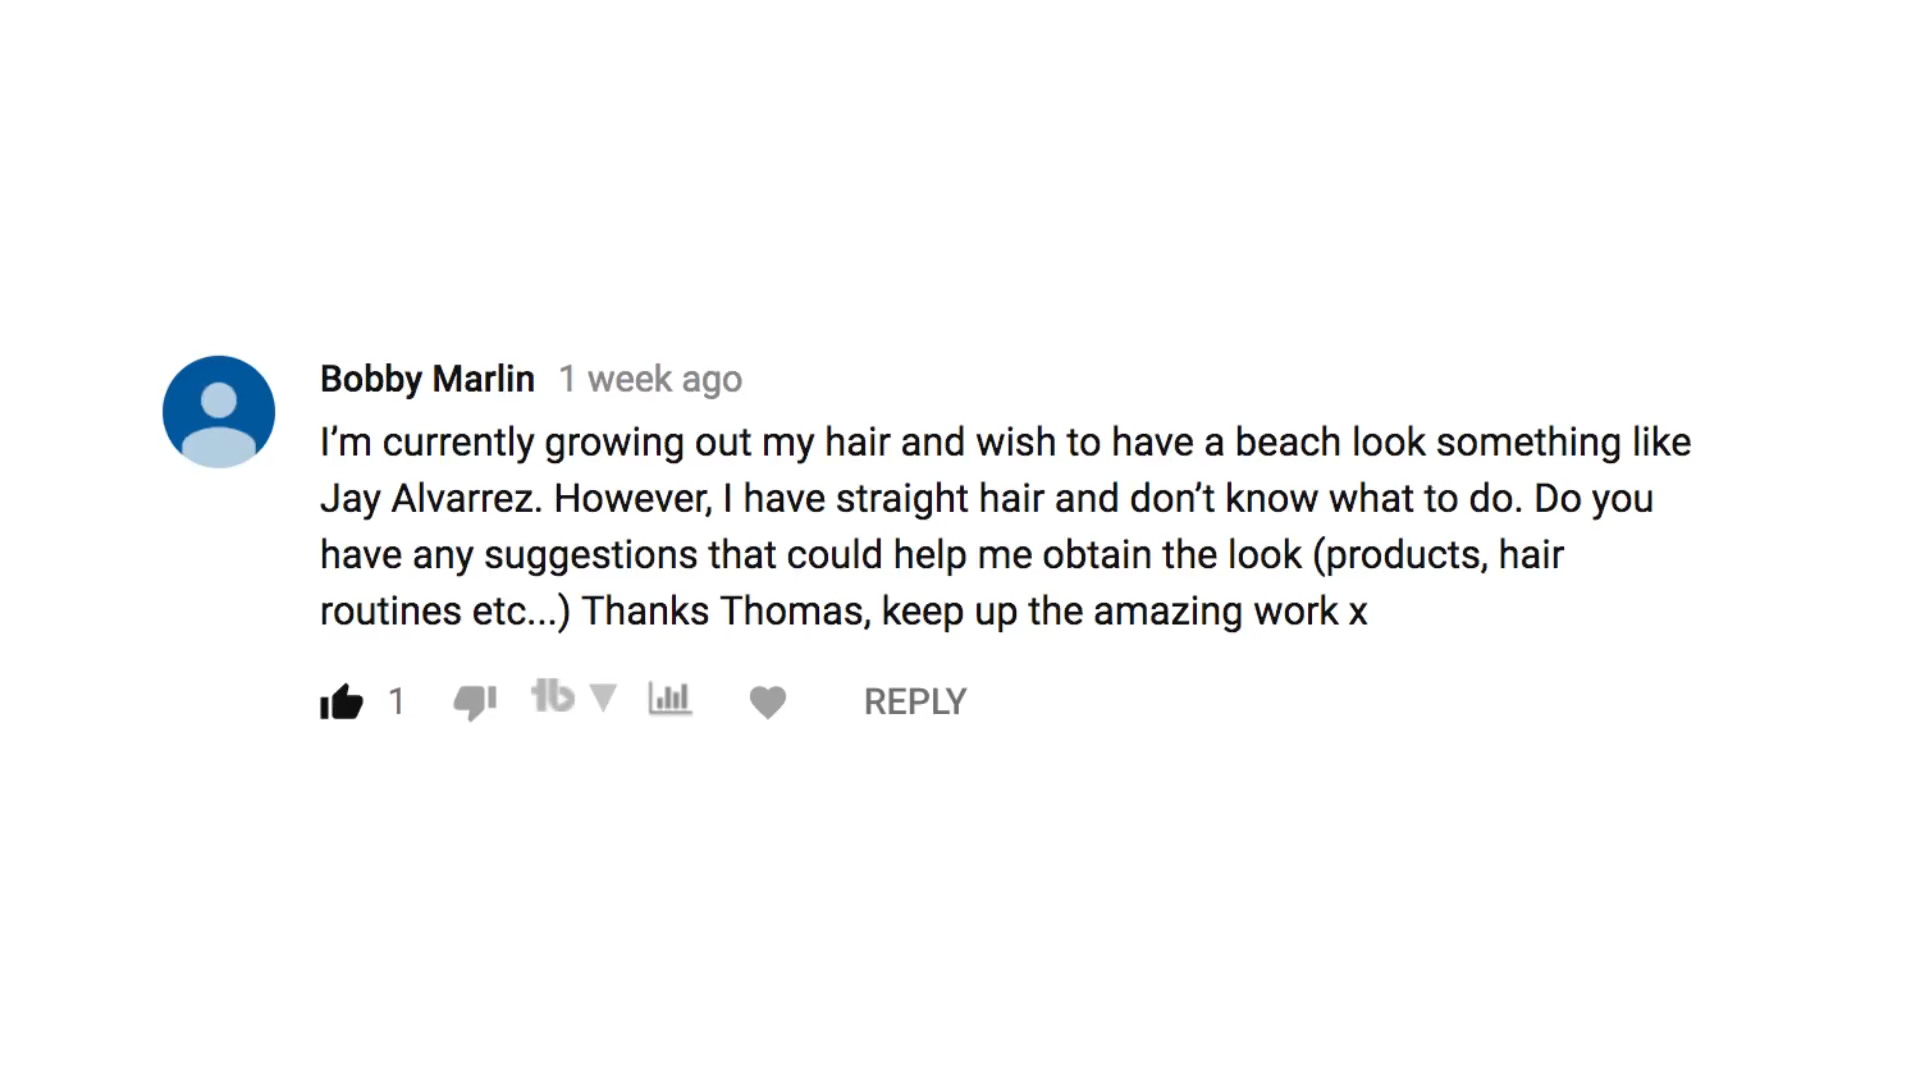 Bobby Marlin 1 week ago
I’m currently growing out my hair and wish to have a beach look something like
Jay Alvarrez. However, I have straight hair and don’t know what to do. Do you
have any suggestions that could help me obtain the look (products, hair
routines etc...) Thanks Thomas, keep up the amazing work x
1 tb REPLY